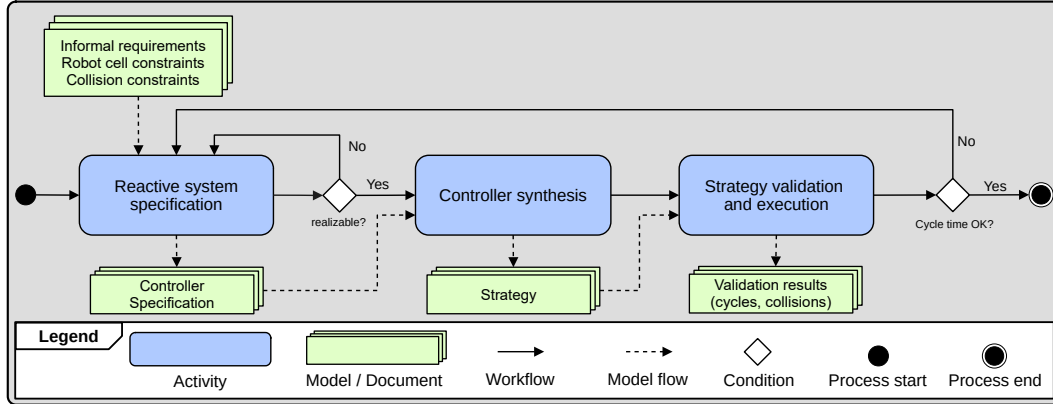 Informal requirements
Robot cell constraints
Collision constraints
No
No
Reactive system
specification
Yes
realizable?
Controller synthesis
Strategy validation
and execution
Yes
Cycle time OK?
Controller
Specification
Strategy
Validation results
(cycles, collisions)
Legend
Activity
Model / Document
Workflow
Model flow
Condition
Process start
Process end